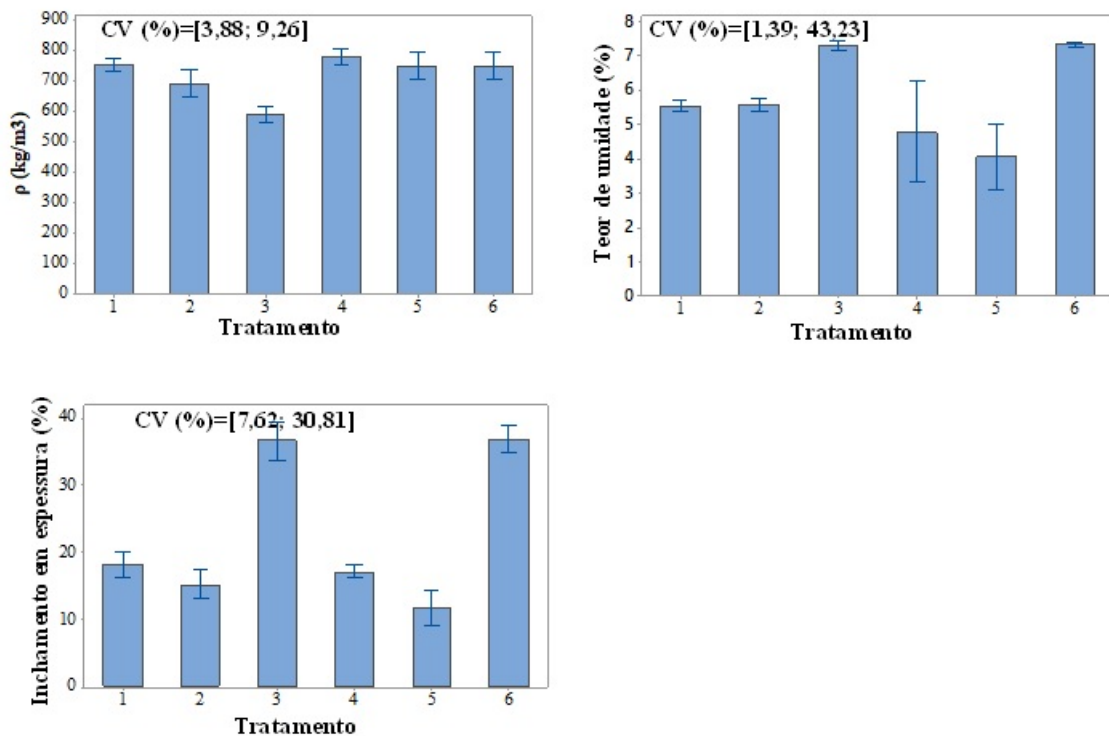 CV (%)=[3,88; 9,26]
ρ (kg/m3)
900
800
700
600
500
400
300
200
100
0
1 2 3 4 5 6
Tratamento
CV (%)=[1,39; 43,23]
Teor de umidade (%)
8
7
6
5
4
3
2
1
0
1 2 3 4 5 6
Tratamento
CV (%)=[7,62; 30,81]
Inchamento em espessura (%)
40
30
20
10
0
1 2 3 4 5 6
Tratamento